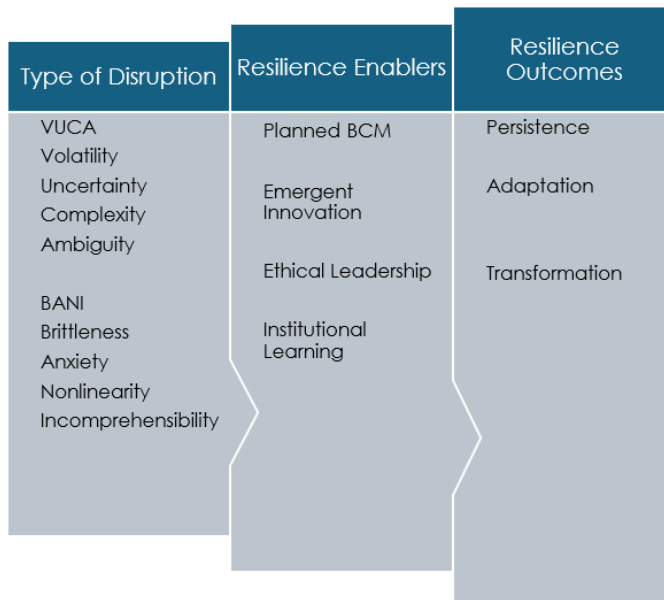 Type of Disruption
VUCA
Volatility
Uncertainty
Complexity
Ambiguity
BANI
Brittleness
Anxiety
Nonlinearity
Incomprehensibility
Resilience Enablers
Planned BCM
Emergent
Innovation
Ethical Leadership
Institutional
Learning
Resilience
Outcomes
Persistence
Adaptation
Transformation